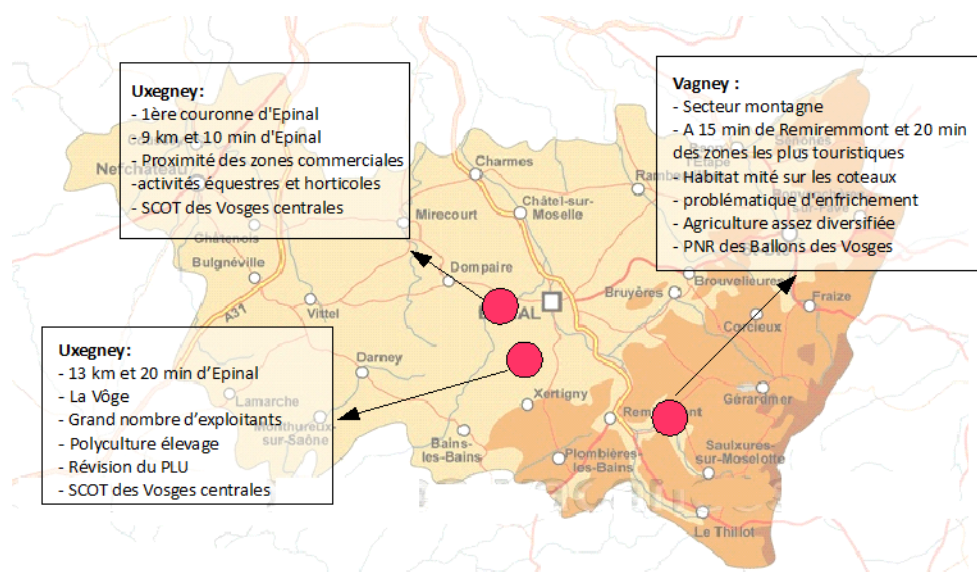 Uxegney:
- 1ère couronne d'Epinal
- 9 km et 10 min d'Epinal
- Proximité des zones commerciales
-activités équestres et horticoles
- SCOT des Vosges centrales
Vagney :
- Secteur montagne
- A 15 min de Remiremmont et 20 min
des zones les plus touristiques
- Habitat mité sur les coteaux
- problématique d'enfrichement
- Agriculture assez diversifiée
- PNR des Ballons des Vosges
Uxegney:
- 13 km et 20 min d'Epinal
- La Vôge
- Grand nombre d'exploitants
- Polyculture élevage
- Révision du PLU
- SCOT des Vosges centrales
Neufchateau
Charmes
Châtel-sur-
Moselle
Mirecourt
Châtenois
Bulgnéville
Dompaire
A31
Vittel
Bruyères
Brouvelieures
Fraize
Corcieux
Darney
Xertigny
Gérardmer
Lamarche
Monthureux-
sur-Saône
Bains-
les-Bains
Plombières-
les-Bains
Saulxures-
sur-Moselotte
Le Thillot